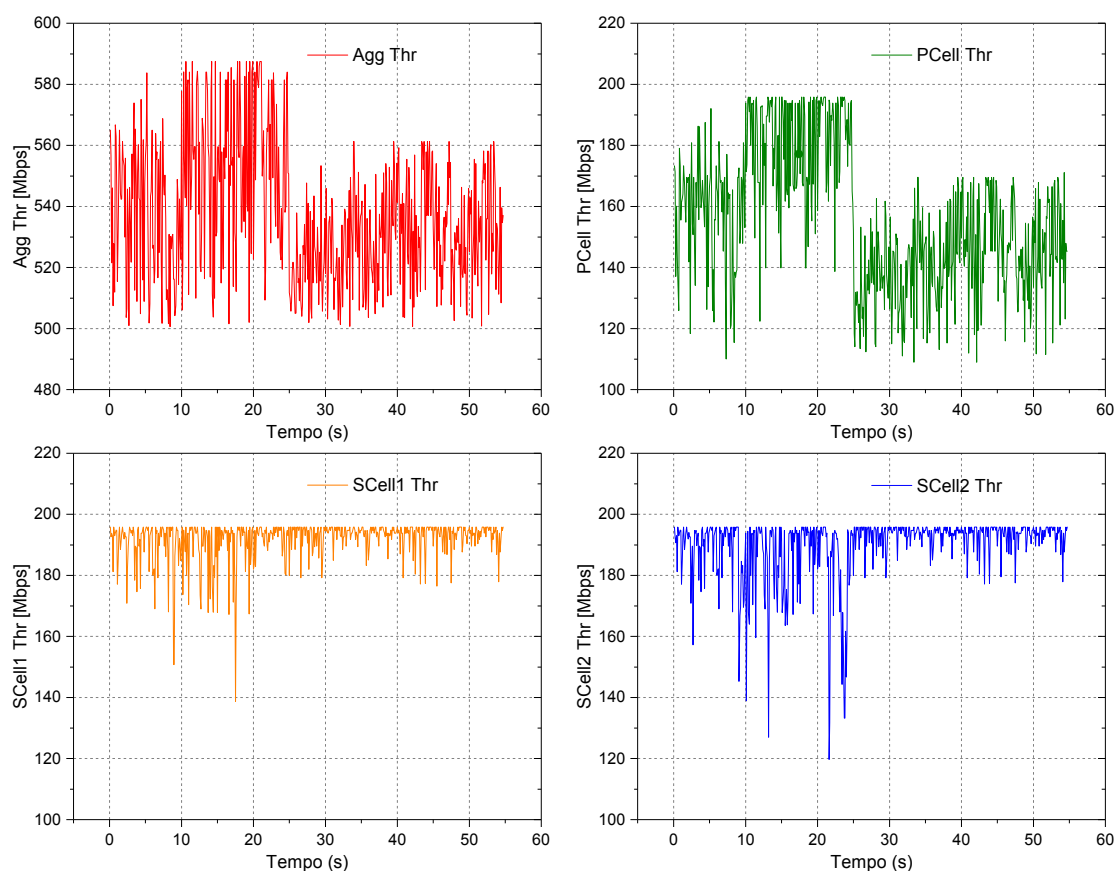 600
580
560
540
520
500
480
Agg Thr [Mbps]
Agg Thr
0 10 20 30 40 50 60
Tempo (s)
220
200
180
160
140
120
100
PCell Thr [Mbps]
PCell Thr
0 10 20 30 40 50 60
Tempo (s)
220
200
180
160
140
120
100
SCell1 Thr [Mbps]
SCell1 Thr
0 10 20 30 40 50 60
Tempo (s)
220
200
180
160
140
120
100
SCell2 Thr [Mbps]
SCell2 Thr
0 10 20 30 40 50 60
Tempo (s)